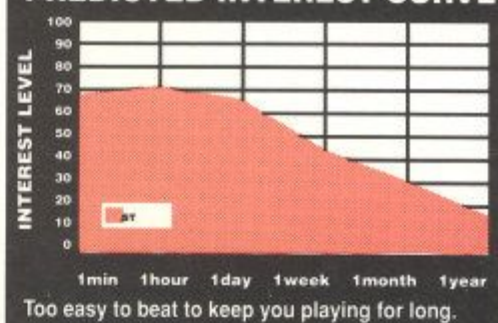 PREDICTED INTEREST CURVE
INTEREST LEVEL
100
90
80
70
60
50
40
30
20
10
0
ST
1min 1hour 1day 1week 1month 1year
Too easy to beat to keep you playing for long.